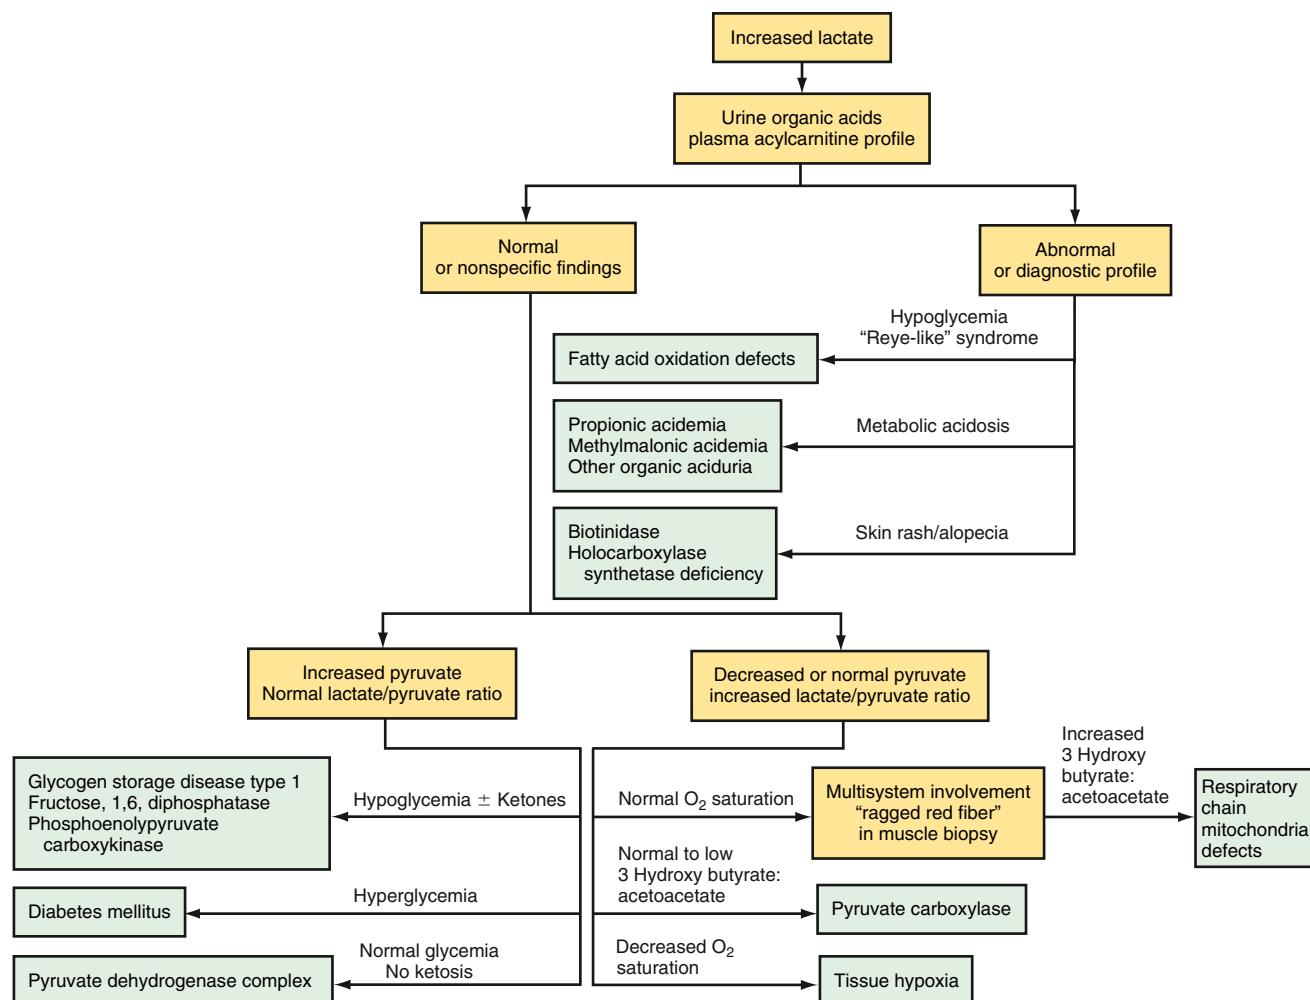 Increased lactate
Urine organic acids
plasma acylcarnitine profile
Normal
or nonspecific findings
Abnormal
or diagnostic profile
Hypoglycemia
“Reye-like” syndrome
Fatty acid oxidation defects
Propionic acidemia
Methylmalonic acidemia
Other organic aciduria
Metabolic acidosis
Biotinidase
Holocarboxylase
synthetase deficiency
Skin rash/alopecia
Increased pyruvate
Normal lactate/pyruvate ratio
Decreased or normal pyruvate
increased lactate/pyruvate ratio
Glycogen storage disease type 1
Fructose, 1,6, diphosphatase
Phosphoenolypyruvate
carboxykinase
Hypoglycemia ± Ketones
Normal O₂ saturation
Multisystem involvement
“ragged red fiber”
in muscle biopsy
Increased
3 Hydroxy
butyrate:
acetoacetate
Respiratory
chain
mitochondrial
defects
Diabetes mellitus
Hyperglycemia
Normal to low
3 Hydroxy butyrate:
acetoacetate
Pyruvate carboxylase
Pyruvate dehydrogenase complex
Normal glycemia
No ketosis
Decreased O₂
saturation
Tissue hypoxia